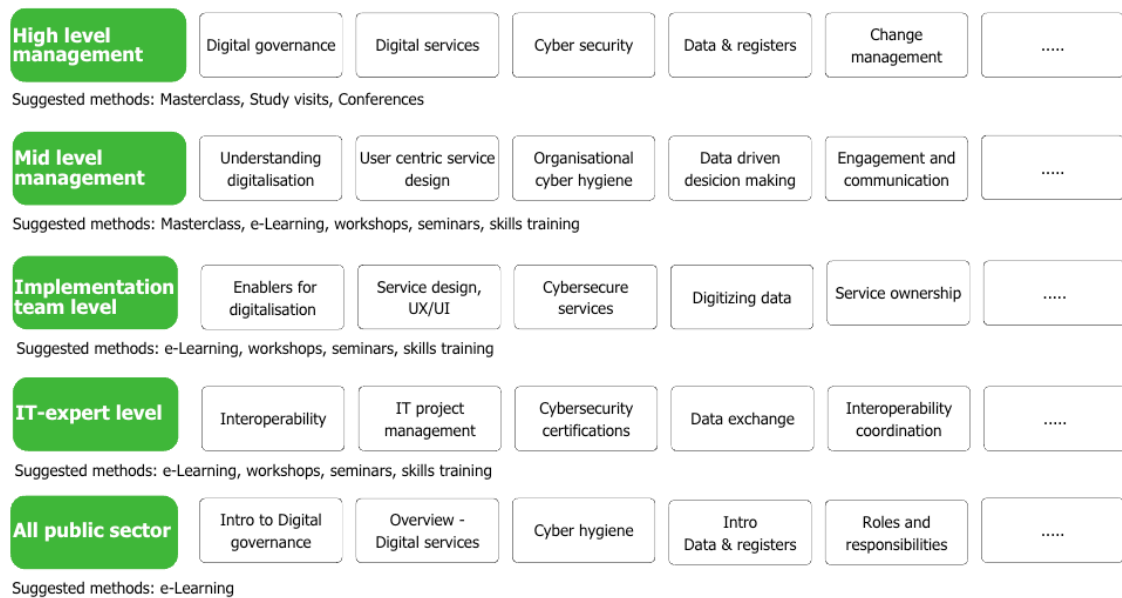 High level
management
Digital governance
Digital services
Cyber security
Data & registers
Change
management
.....
Suggested methods: Masterclass, Study visits, Conferences
Mid level
management
Understanding
digitalisation
User centric service
design
Organisational
cyber hygiene
Data driven
desicion making
Engagement and
communication
.....
Suggested methods: Masterclass, e-Learning, workshops, seminars, skills training
Implementation
team level
Enablers for
digitalisation
Service design,
UX/UI
Cybersecure
services
Digitizing data
Service ownership
.....
Suggested methods: e-Learning, workshops, seminars, skills training
IT-expert level
Interoperability
IT project
management
Cybersecurity
certifications
Data exchange
Interoperability
coordination
.....
Suggested methods: e-Learning, workshops, seminars, skills training
All public sector
Intro to Digital
governance
Overview -
Digital services
Cyber hygiene
Intro
Data & registers
Roles and
responsibilities
.....
Suggested methods: e-Learning